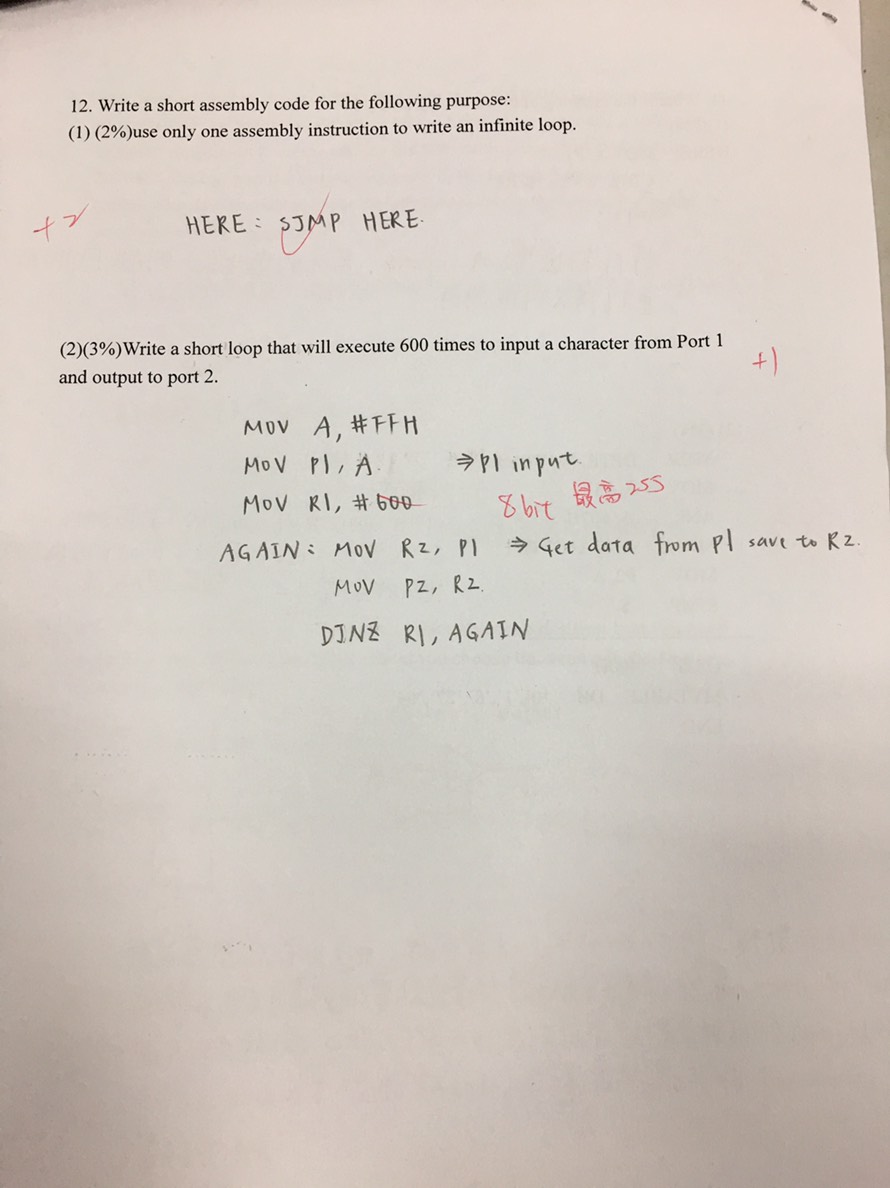 12. Write a short assembly code for the following purpose:
(1) (2%)use only one assembly instruction to write an infinite loop.
+2
HERE: SJMP HERE.
(2)(3%)Write a short loop that will execute 600 times to input a character from Port 1
and output to port 2.
+1
MOV A, #FFH
MOV P1, A. ⇒ P1 input.
MOV R1, #600 8bit 最高255
AGAIN: MOV R2, P1 ⇒ Get data from P1 save to R2.
MOV P2, R2.
DJNZ R1, AGAIN